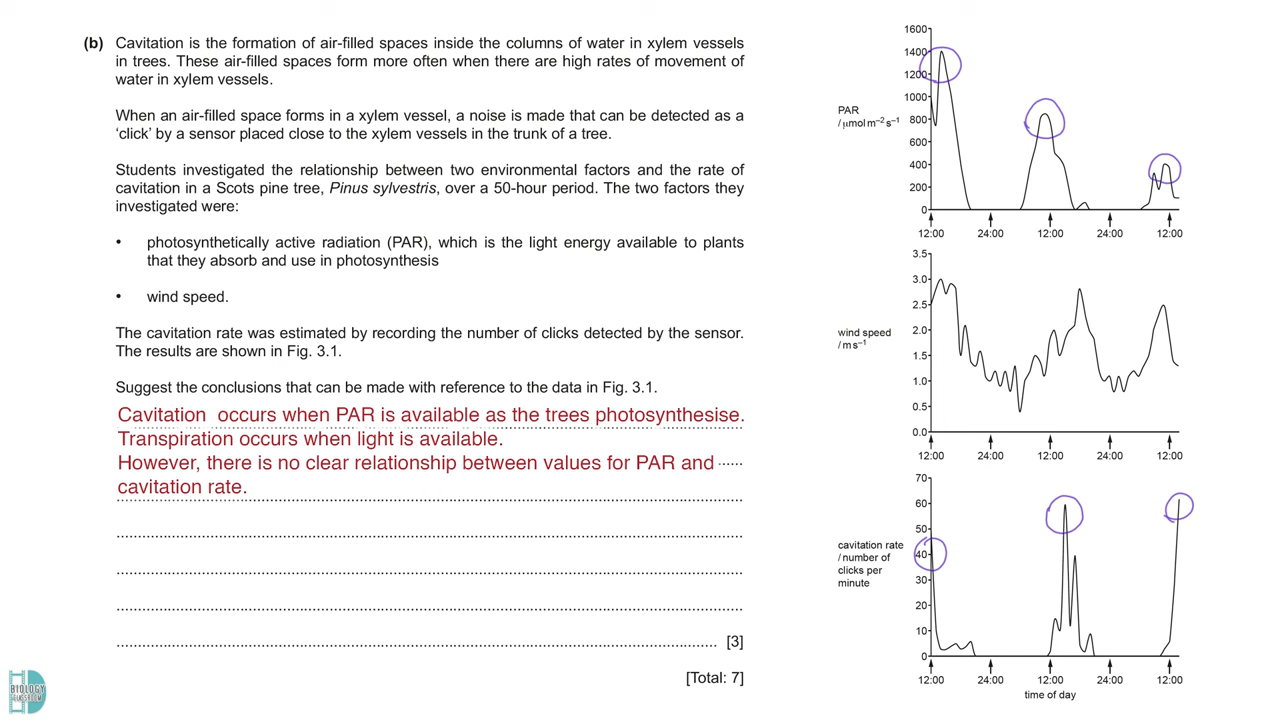 (b) Cavitation is the formation of air-filled spaces inside the columns of water in xylem vessels
in trees. These air-filled spaces form more often when there are high rates of movement of
water in xylem vessels.
When an air-filled space forms in a xylem vessel, a noise is made that can be detected as a
‘click’ by a sensor placed close to the xylem vessels in the trunk of a tree.
Students investigated the relationship between two environmental factors and the rate of
cavitation in a Scots pine tree, Pinus sylvestris, over a 50-hour period. The two factors they
investigated were:
• photosynthetically active radiation (PAR), which is the light energy available to plants
that they absorb and use in photosynthesis
• wind speed.
The cavitation rate was estimated by recording the number of clicks detected by the sensor.
The results are shown in Fig. 3.1.
Suggest the conclusions that can be made with reference to the data in Fig. 3.1.
Cavitation occurs when PAR is available as the trees photosynthesise.
Transpiration occurs when light is available.
However, there is no clear relationship between values for PAR and
cavitation rate.
[3]
[Total: 7]
BIOLOGY
CLASSROOM
1600
1400
1200
1000
800
600
400
200
0
PAR
/ μmol m⁻² s⁻¹
12:00 24:00 12:00 24:00 12:00
3.5
3.0
2.5
2.0
1.5
1.0
0.5
0.0
wind speed
/ m s⁻¹
12:00 24:00 12:00 24:00 12:00
70
60
50
40
30
20
10
0
cavitation rate
/ number of
clicks per
minute
12:00 24:00 12:00 24:00 12:00
time of day